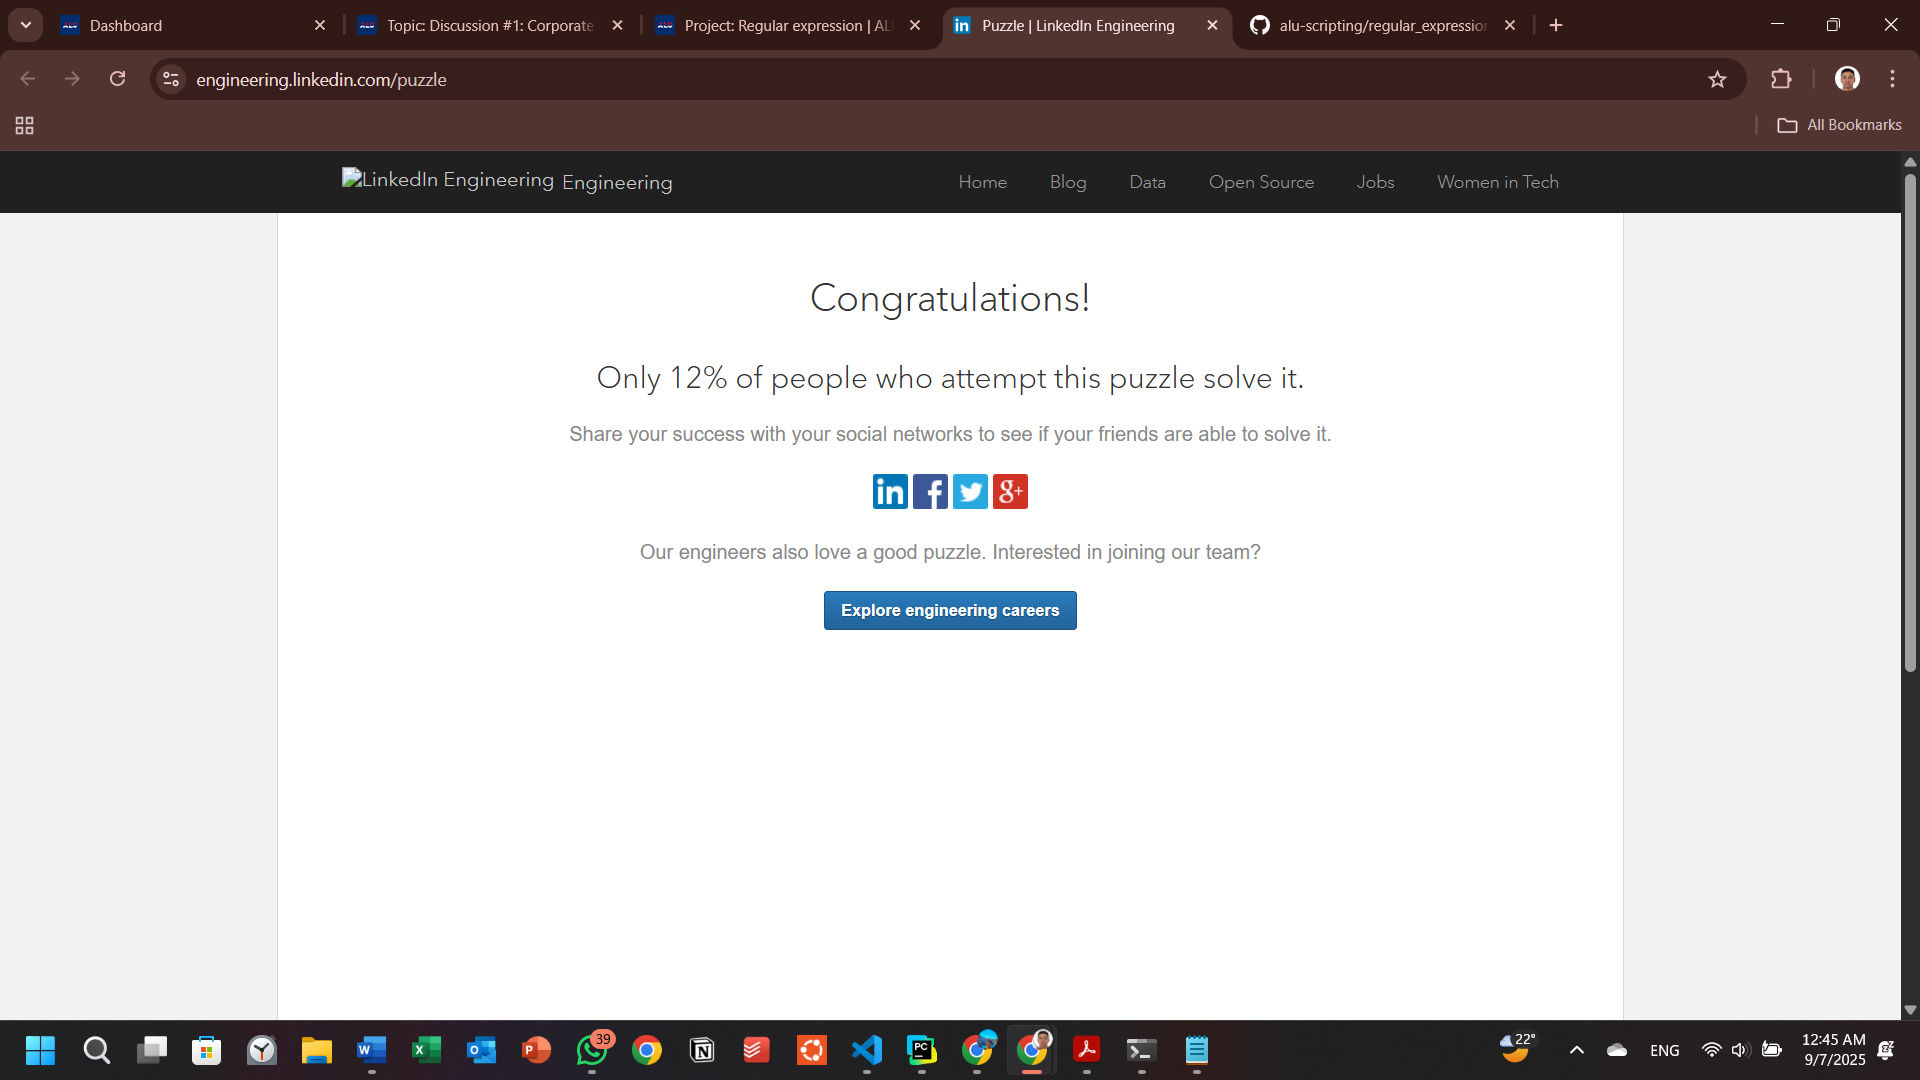 Dashboard
Topic: Discussion #1: Corporate
Project: Regular expression | AL
Puzzle | LinkedIn Engineering
alu-scripting/regular_expression
engineering.linkedin.com/puzzle
All Bookmarks
LinkedIn Engineering Engineering
Home Blog Data Open Source Jobs Women in Tech
Congratulations!
Only 12% of people who attempt this puzzle solve it.
Share your success with your social networks to see if your friends are able to solve it.
in f g+
Our engineers also love a good puzzle. Interested in joining our team?
Explore engineering careers
39
22°
ENG
12:45 AM
9/7/2025